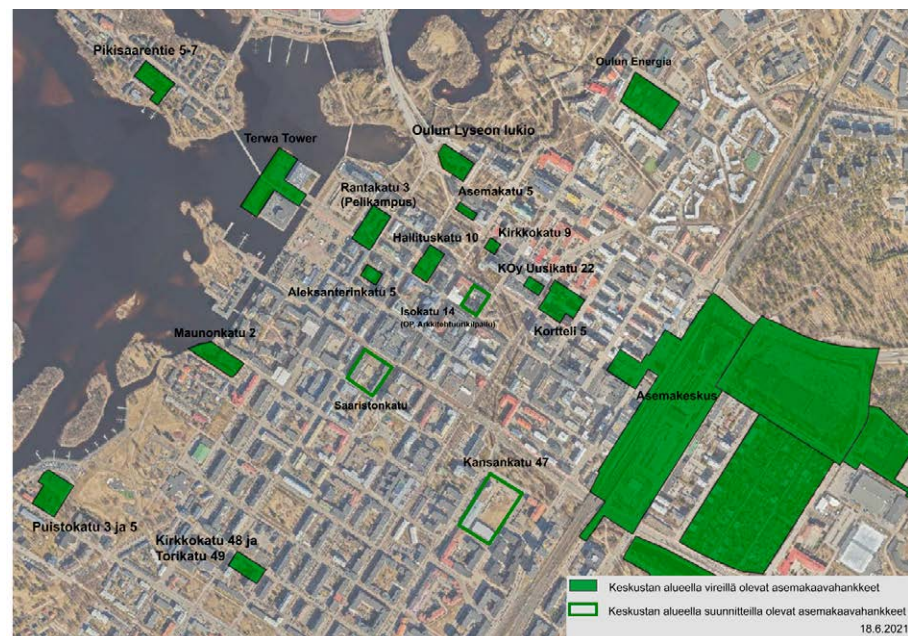 Pikisaarentie 5-7
Oulun Energia
Terwa Tower
Oulun Lyseon lukio
Rantakatu 3
(Pelikampus)
Asemakatu 5
Hallituskatu 10
Kirkkokatu 9
KOy Uusikatu 22
Aleksanterinkatu 5
Isokatu 14
(OP, Arkkitehtuurikilpailu)
Kortteli 5
Maunonkatu 2
Asemakeskus
Saaristonkatu
Kansankatu 47
Puistokatu 3 ja 5
Kirkkokatu 48 ja
Torikatu 49
Keskustan alueella vireillä olevat asemakaavahankkeet
Keskustan alueella suunnitteilla olevat asemakaavahankkeet
18.6.2021